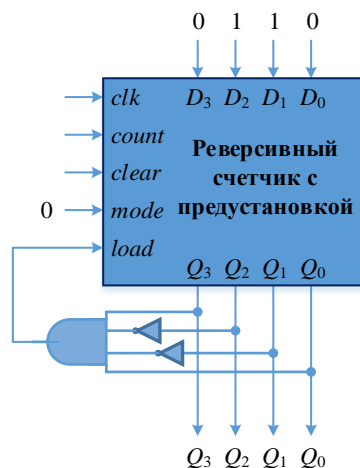 0 1 1 0
clk D₃ D₂ D₁ D₀
count
Реверсивный
счетчик с
предустановкой
clear
0 mode
load
Q₃ Q₂ Q₁ Q₀
Q₃ Q₂ Q₁ Q₀